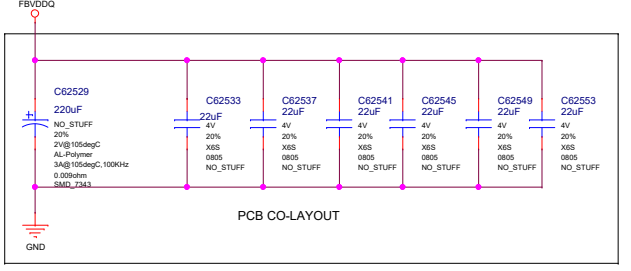 FBVDDQ
C62529
220uF
NO_STUFF
20%
2V@105degC
AL-Polymer
3A@105degC,100KHz
0.009ohm
SMD_7343
C62533
22uF
4V
20%
X6S
0805
NO_STUFF
C62537
22uF
4V
20%
X6S
0805
NO_STUFF
C62541
22uF
4V
20%
X6S
0805
NO_STUFF
C62545
22uF
4V
20%
X6S
0805
NO_STUFF
C62549
22uF
4V
20%
X6S
0805
NO_STUFF
C62553
22uF
4V
20%
X6S
0805
NO_STUFF
PCB CO-LAYOUT
GND